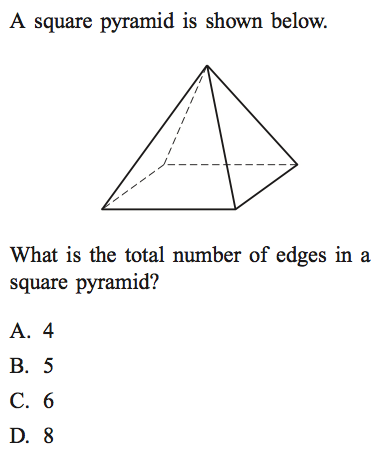 A square pyramid is shown below.
What is the total number of edges in a
square pyramid?
A. 4
B. 5
C. 6
D. 8